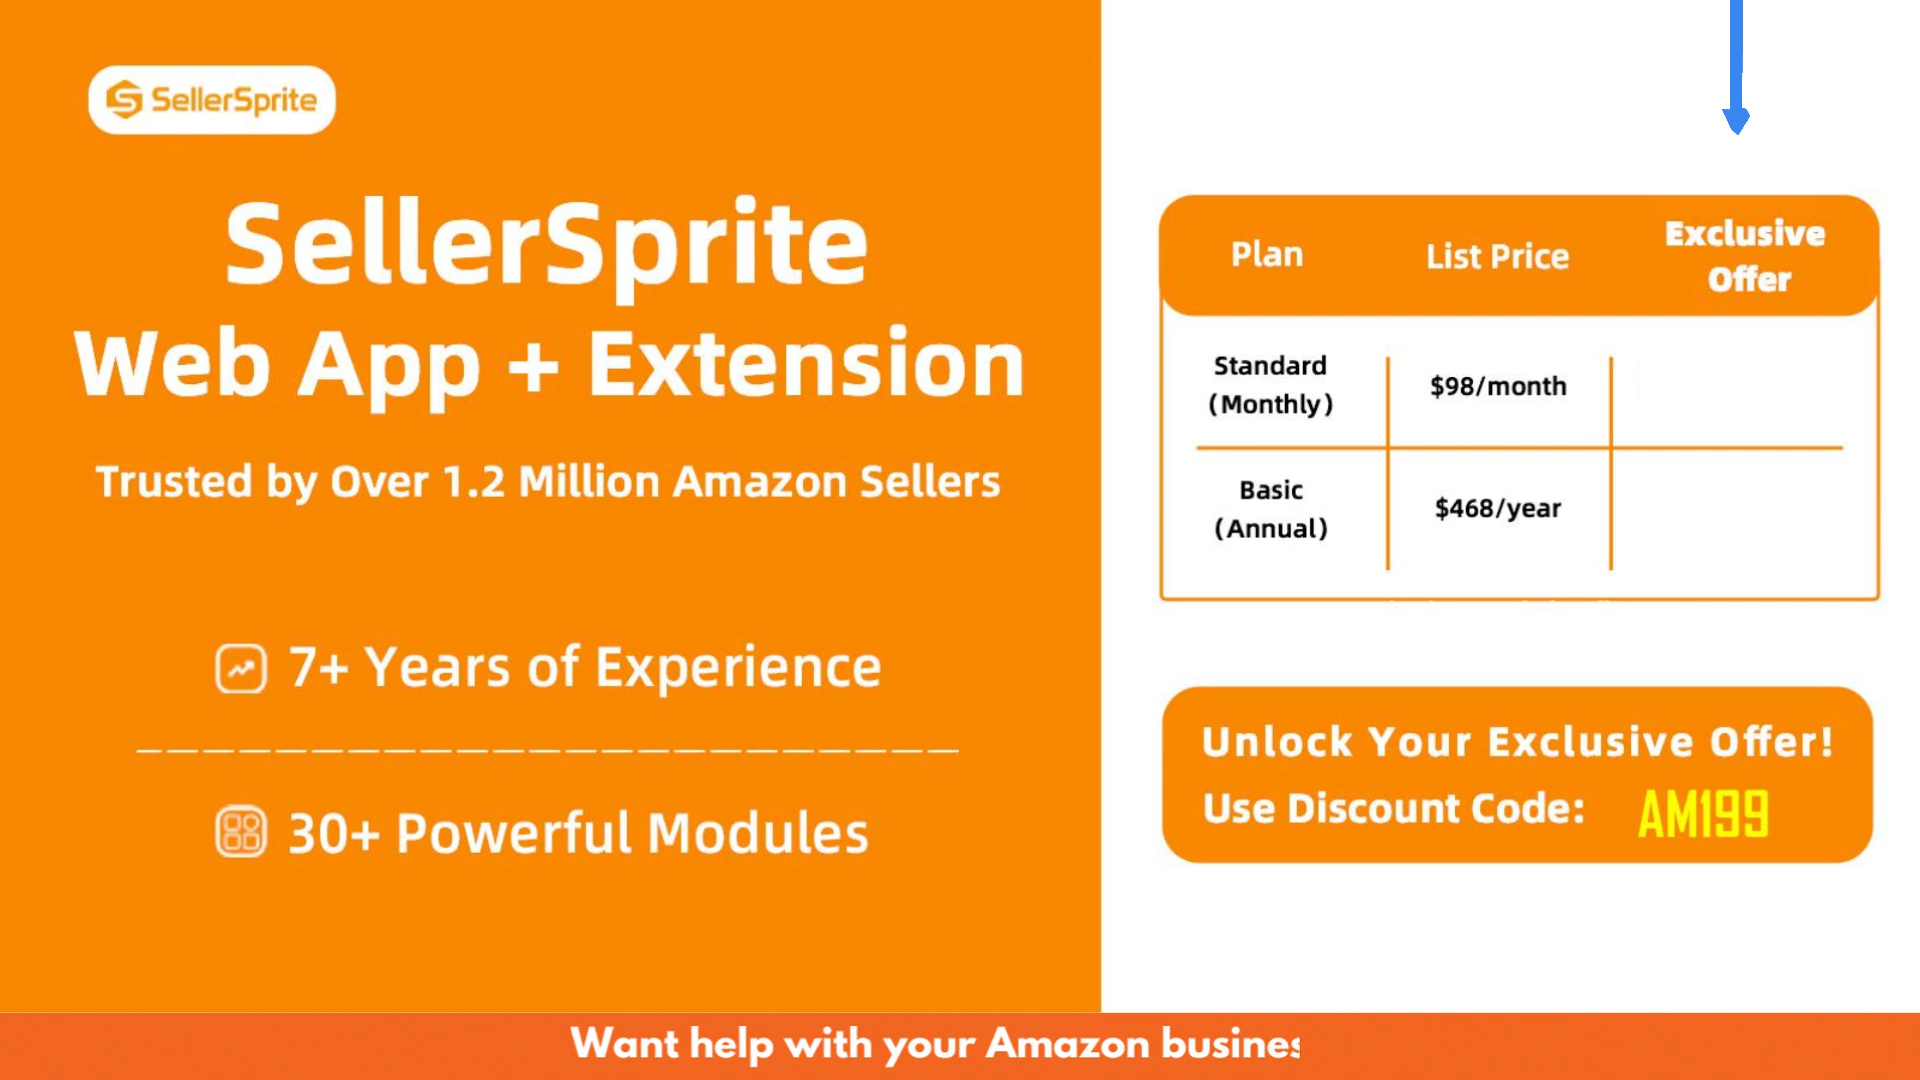 SellerSprite
SellerSprite
Web App + Extension
Trusted by Over 1.2 Million Amazon Sellers
7+ Years of Experience
30+ Powerful Modules
Plan List Price Exclusive Offer
Standard (Monthly) $98/month
Basic (Annual) $468/year
Unlock Your Exclusive Offer!
Use Discount Code: AM199
Want help with your Amazon busines